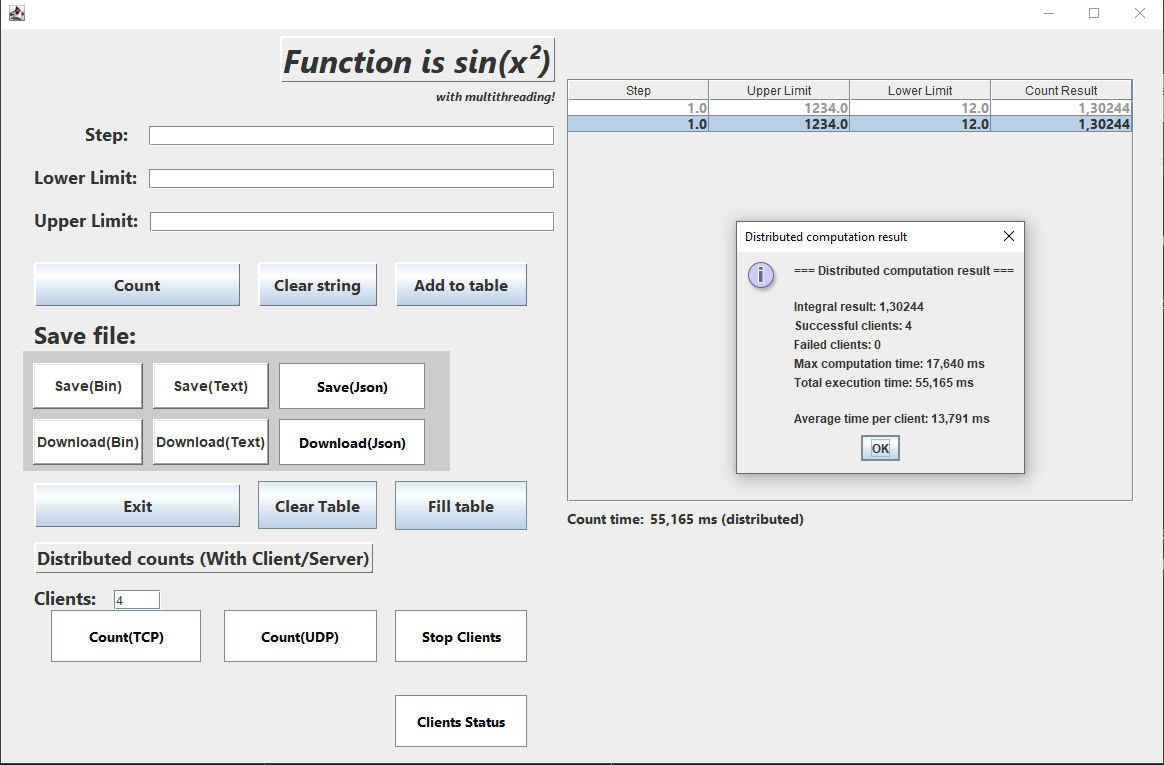 Function is sin(x²)
with multithreading!
Step:
Lower Limit:
Upper Limit:
Count Clear string Add to table
Save file:
Save(Bin) Save(Text) Save(Json)
Download(Bin) Download(Text) Download(Json)
Exit Clear Table Fill table
Distributed counts (With Client/Server)
Clients: 4
Count(TCP) Count(UDP) Stop Clients
Clients Status
Step Upper Limit Lower Limit Count Result
1.0 1234.0 12.0 1,30244
1.0 1234.0 12.0 1,30244
Distributed computation result
=== Distributed computation result ===
Integral result: 1,30244
Successful clients: 4
Failed clients: 0
Max computation time: 17,640 ms
Total execution time: 55,165 ms
Average time per client: 13,791 ms
OK
Count time: 55,165 ms (distributed)